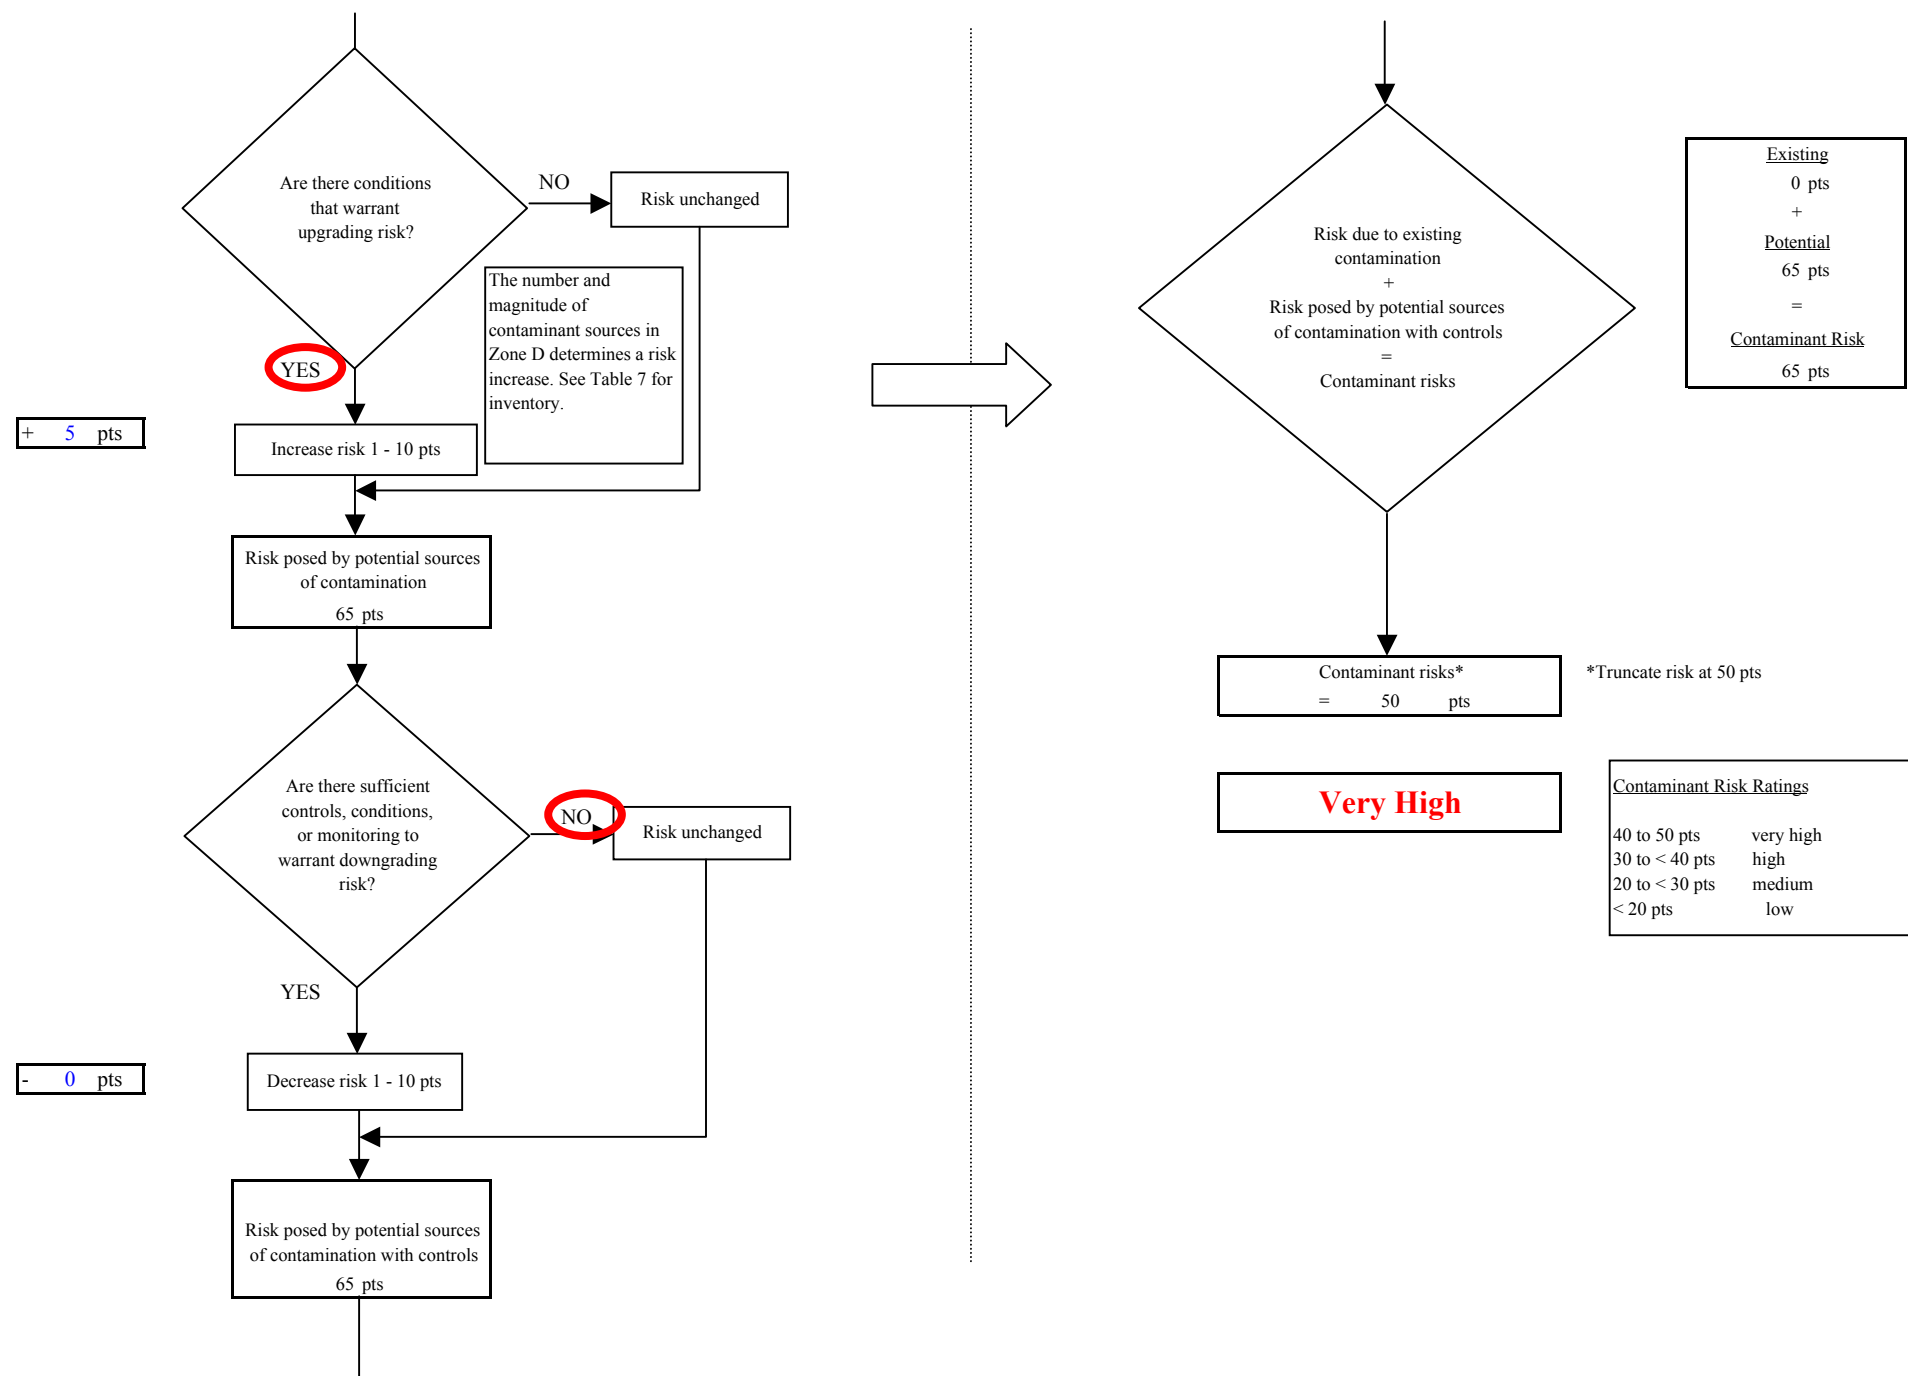 Are there conditions
that warrant
upgrading risk?
NO
Risk unchanged
The number and
magnitude of
contaminant sources in
Zone D determines a risk
increase. See Table 7 for
inventory.
YES
+ 5 pts
Increase risk 1 - 10 pts
Risk posed by potential sources
of contamination
65 pts
Are there sufficient
controls, conditions,
or monitoring to
warrant downgrading
risk?
NO
Risk unchanged
YES
- 0 pts
Decrease risk 1 - 10 pts
Risk posed by potential sources
of contamination with controls
65 pts
Risk due to existing
contamination
+
Risk posed by potential sources
of contamination with controls
=
Contaminant risks
Existing
0 pts
+
Potential
65 pts
=
Contaminant Risk
65 pts
Contaminant risks*
= 50 pts
*Truncate risk at 50 pts
Very High
Contaminant Risk Ratings
40 to 50 pts very high
30 to < 40 pts high
20 to < 30 pts medium
< 20 pts low